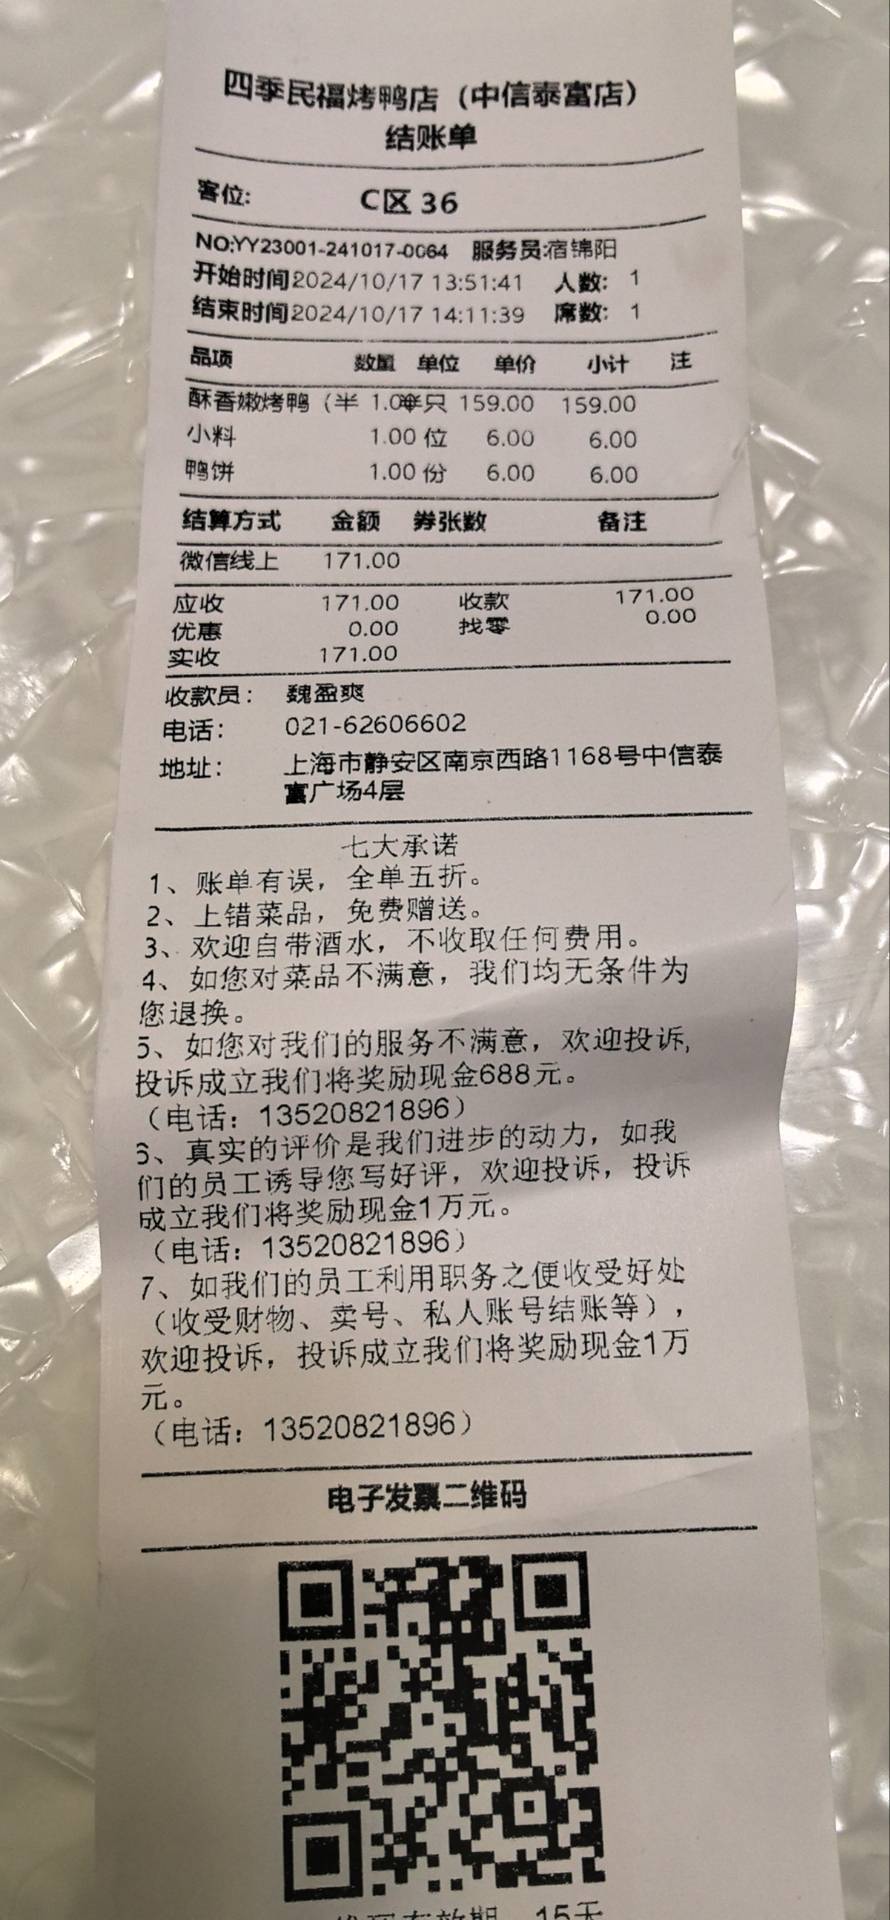 四季民福烤鸭店（中信泰富店）
结账单
客位: C区 36
NO:YY23001-241017-0064 服务员:宿锦阳
开始时间2024/10/17 13:51:41 人数: 1
结束时间2024/10/17 14:11:39 席数: 1
品项 数量 单位 单价 小计 注
酥香嫩烤鸭（半 1.00半只 159.00 159.00
小料 1.00 位 6.00 6.00
鸭饼 1.00 份 6.00 6.00
结算方式 金额 券张数 备注
微信线上 171.00
应收 171.00 收款 171.00
优惠 0.00 找零 0.00
实收 171.00
收款员: 魏盈爽
电话: 021-62606602
地址: 上海市静安区南京西路1168号中信泰
富广场4层
七大承诺
1、账单有误，全单五折。
2、上错菜品，免费赠送。
3、欢迎自带酒水，不收取任何费用。
4、如您对菜品不满意，我们均无条件为
您退换。
5、如您对我们的服务不满意，欢迎投诉,
投诉成立我们将奖励现金688元。
（电话：13520821896）
6、真实的评价是我们进步的动力，如我
们的员工诱导您写好评，欢迎投诉，投诉
成立我们将奖励现金1万元。
（电话：13520821896）
7、如我们的员工利用职务之便收受好处
（收受财物、卖号、私人账号结账等），
欢迎投诉，投诉成立我们将奖励现金1万
元。
（电话：13520821896）
电子发票二维码
有效期 15天